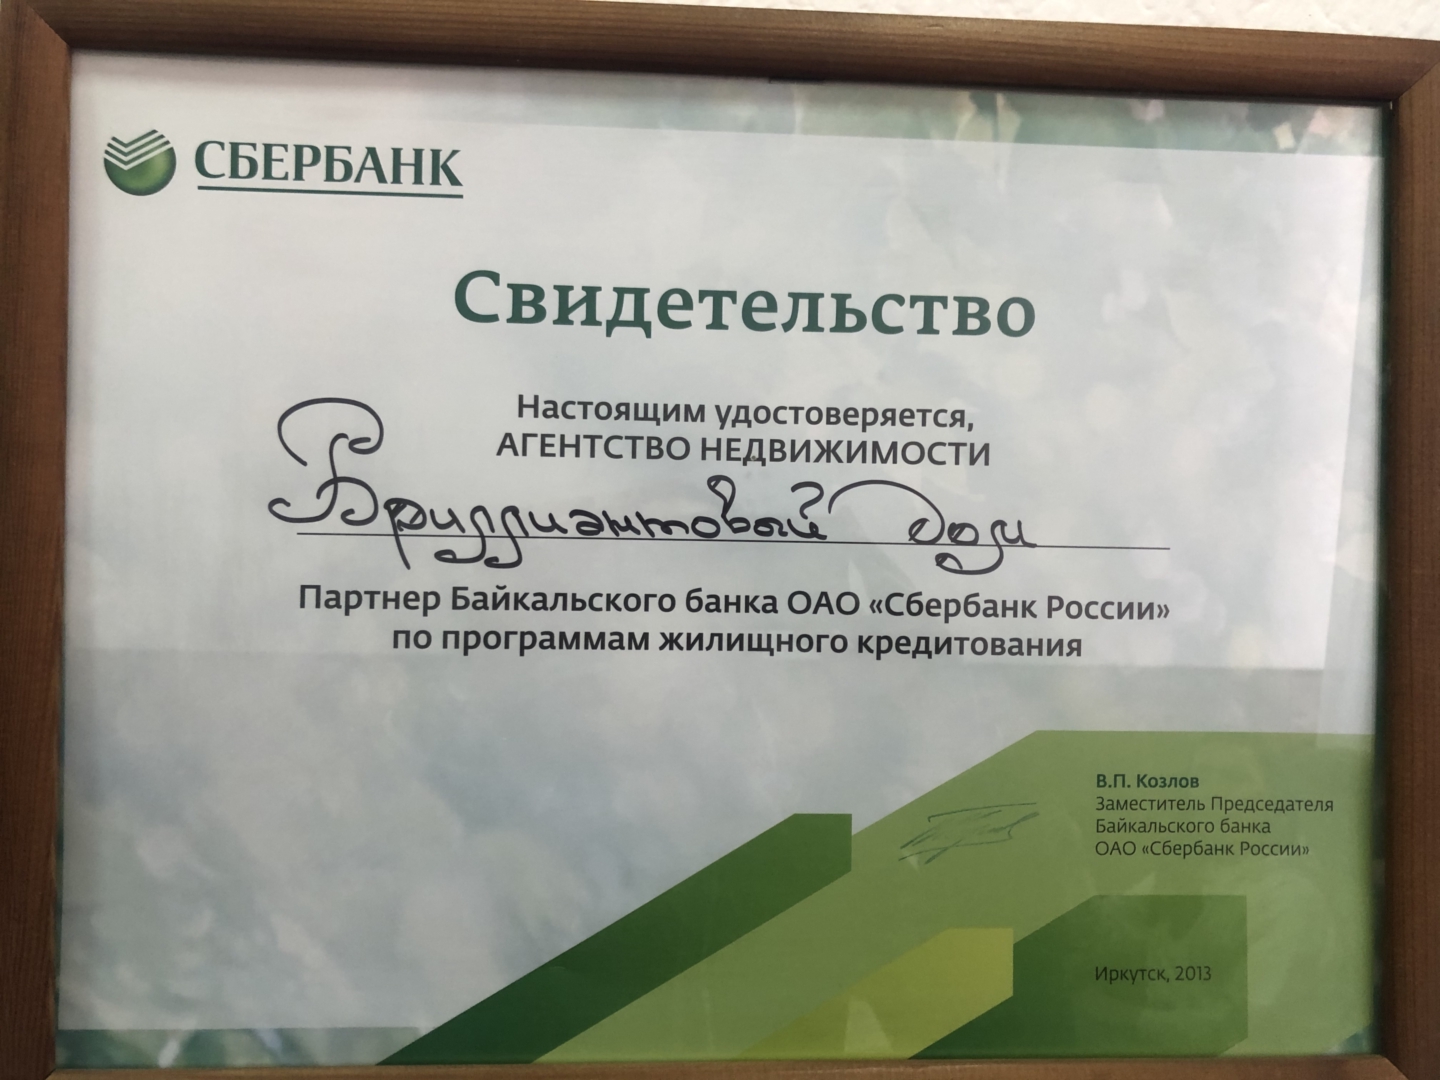 СБЕРБАНК
Свидетельство
Настоящим удостоверяется,
АГЕНТСТВО НЕДВИЖИМОСТИ
Бриллиантовый
Партнер Байкальского банка ОАО «Сбербанк России»
по программам жилищного кредитования
В.П. Козлов
Заместитель Председателя
Байкальского банка
ОАО «Сбербанк России»
Иркутск, 2013